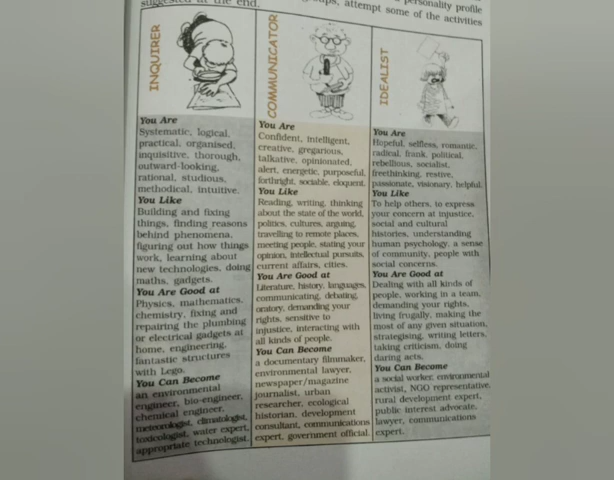 suggested at the end.
personality profile
groups, attempt some of the activities
INQUIRER
You Are
Systematic, logical,
practical, organised,
inquisitive, thorough,
outward-looking,
rational, studious,
methodical, intuitive.
You Like
Building and fixing
things, finding reasons
behind phenomena,
figuring out how things
work, learning about
new technologies, doing
maths, gadgets.
You Are Good at
Physics, mathematics,
chemistry, fixing and
repairing the plumbing
or electrical gadgets at
home, engineering,
fantastic structures
with Lego.
You Can Become
an environmental
engineer, bio-engineer,
chemical engineer,
meteorologist, climatologist,
toxicologist, water expert,
appropriate technologist.
COMMUNICATOR
You Are
Confident, intelligent,
creative, gregarious,
talkative, opinionated,
alert, energetic, purposeful,
forthright, sociable, eloquent.
You Like
Reading, writing, thinking
about the state of the world,
politics, cultures, arguing,
travelling to remote places,
meeting people, stating your
opinion, intellectual pursuits,
current affairs, cities.
You Are Good at
Literature, history, languages,
communicating, debating,
oratory, demanding your
rights, sensitive to
injustice, interacting with
all kinds of people.
You Can Become
a documentary filmmaker,
environmental lawyer,
newspaper/magazine
journalist, urban
researcher, ecological
historian, development
consultant, communications
expert, government official.
IDEALIST
You Are
Hopeful, selfless, romantic,
radical, frank, political,
rebellious, socialist,
freethinking, restive,
passionate, visionary, helpful.
You Like
To help others, to express
your concern at injustice,
social and cultural
histories, understanding
human psychology, a sense
of community, people with
social concerns.
You Are Good at
Dealing with all kinds of
people, working in a team,
demanding your rights,
living frugally, making the
most of any given situation,
strategising, writing letters,
taking criticism, doing
daring acts.
You Can Become
a social worker, environmental
activist, NGO representative,
rural development expert,
public interest advocate,
lawyer, communications
expert.